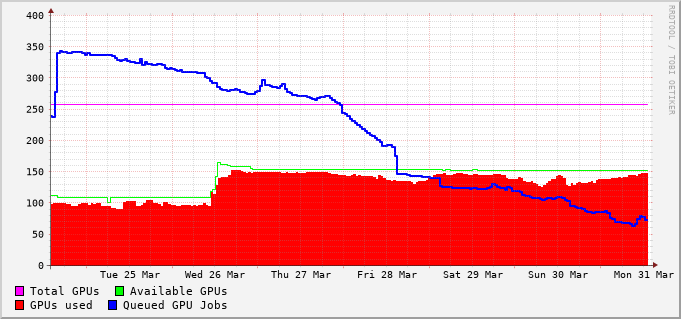 400
350
300
250
200
150
100
50
0
Tue 25 Mar Wed 26 Mar Thu 27 Mar Fri 28 Mar Sat 29 Mar Sun 30 Mar Mon 31 Mar
Total GPUs Available GPUs
GPUs used Queued GPU Jobs
RRDTOOL / TOBI OETIKER